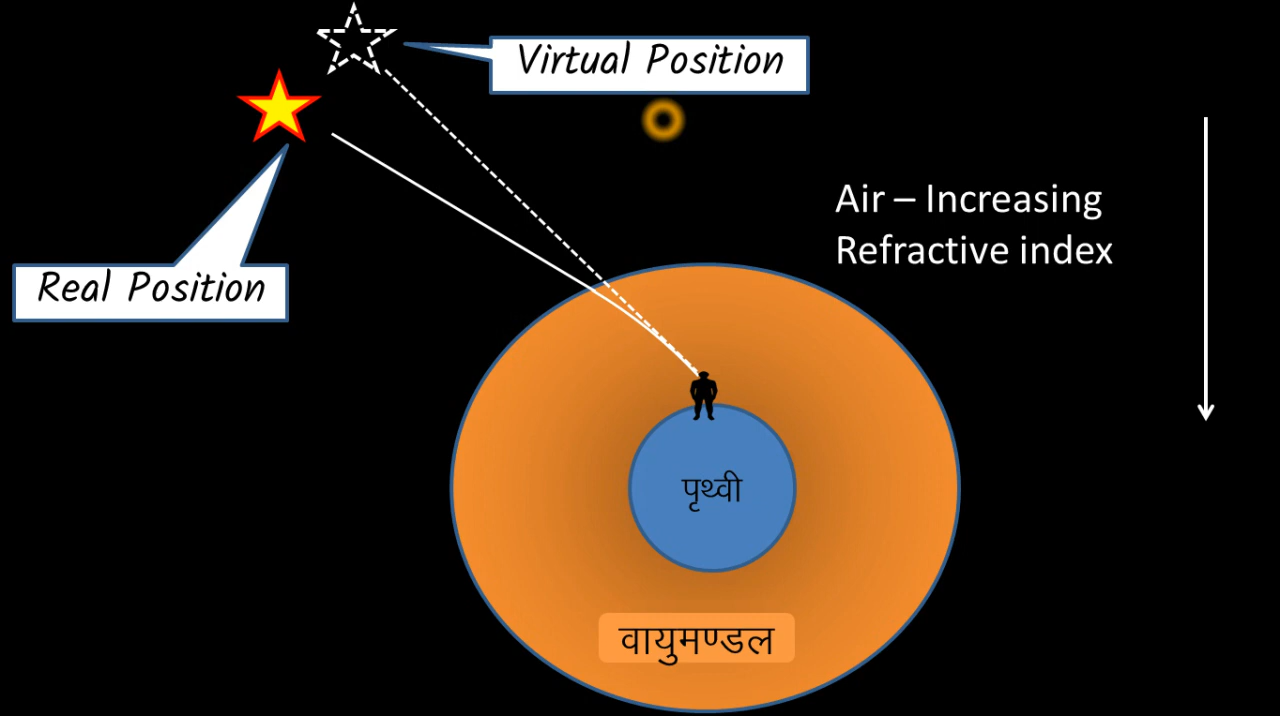 Virtual Position
Air – Increasing
Refractive index
Real Position
पृथ्वी
वायुमण्डल